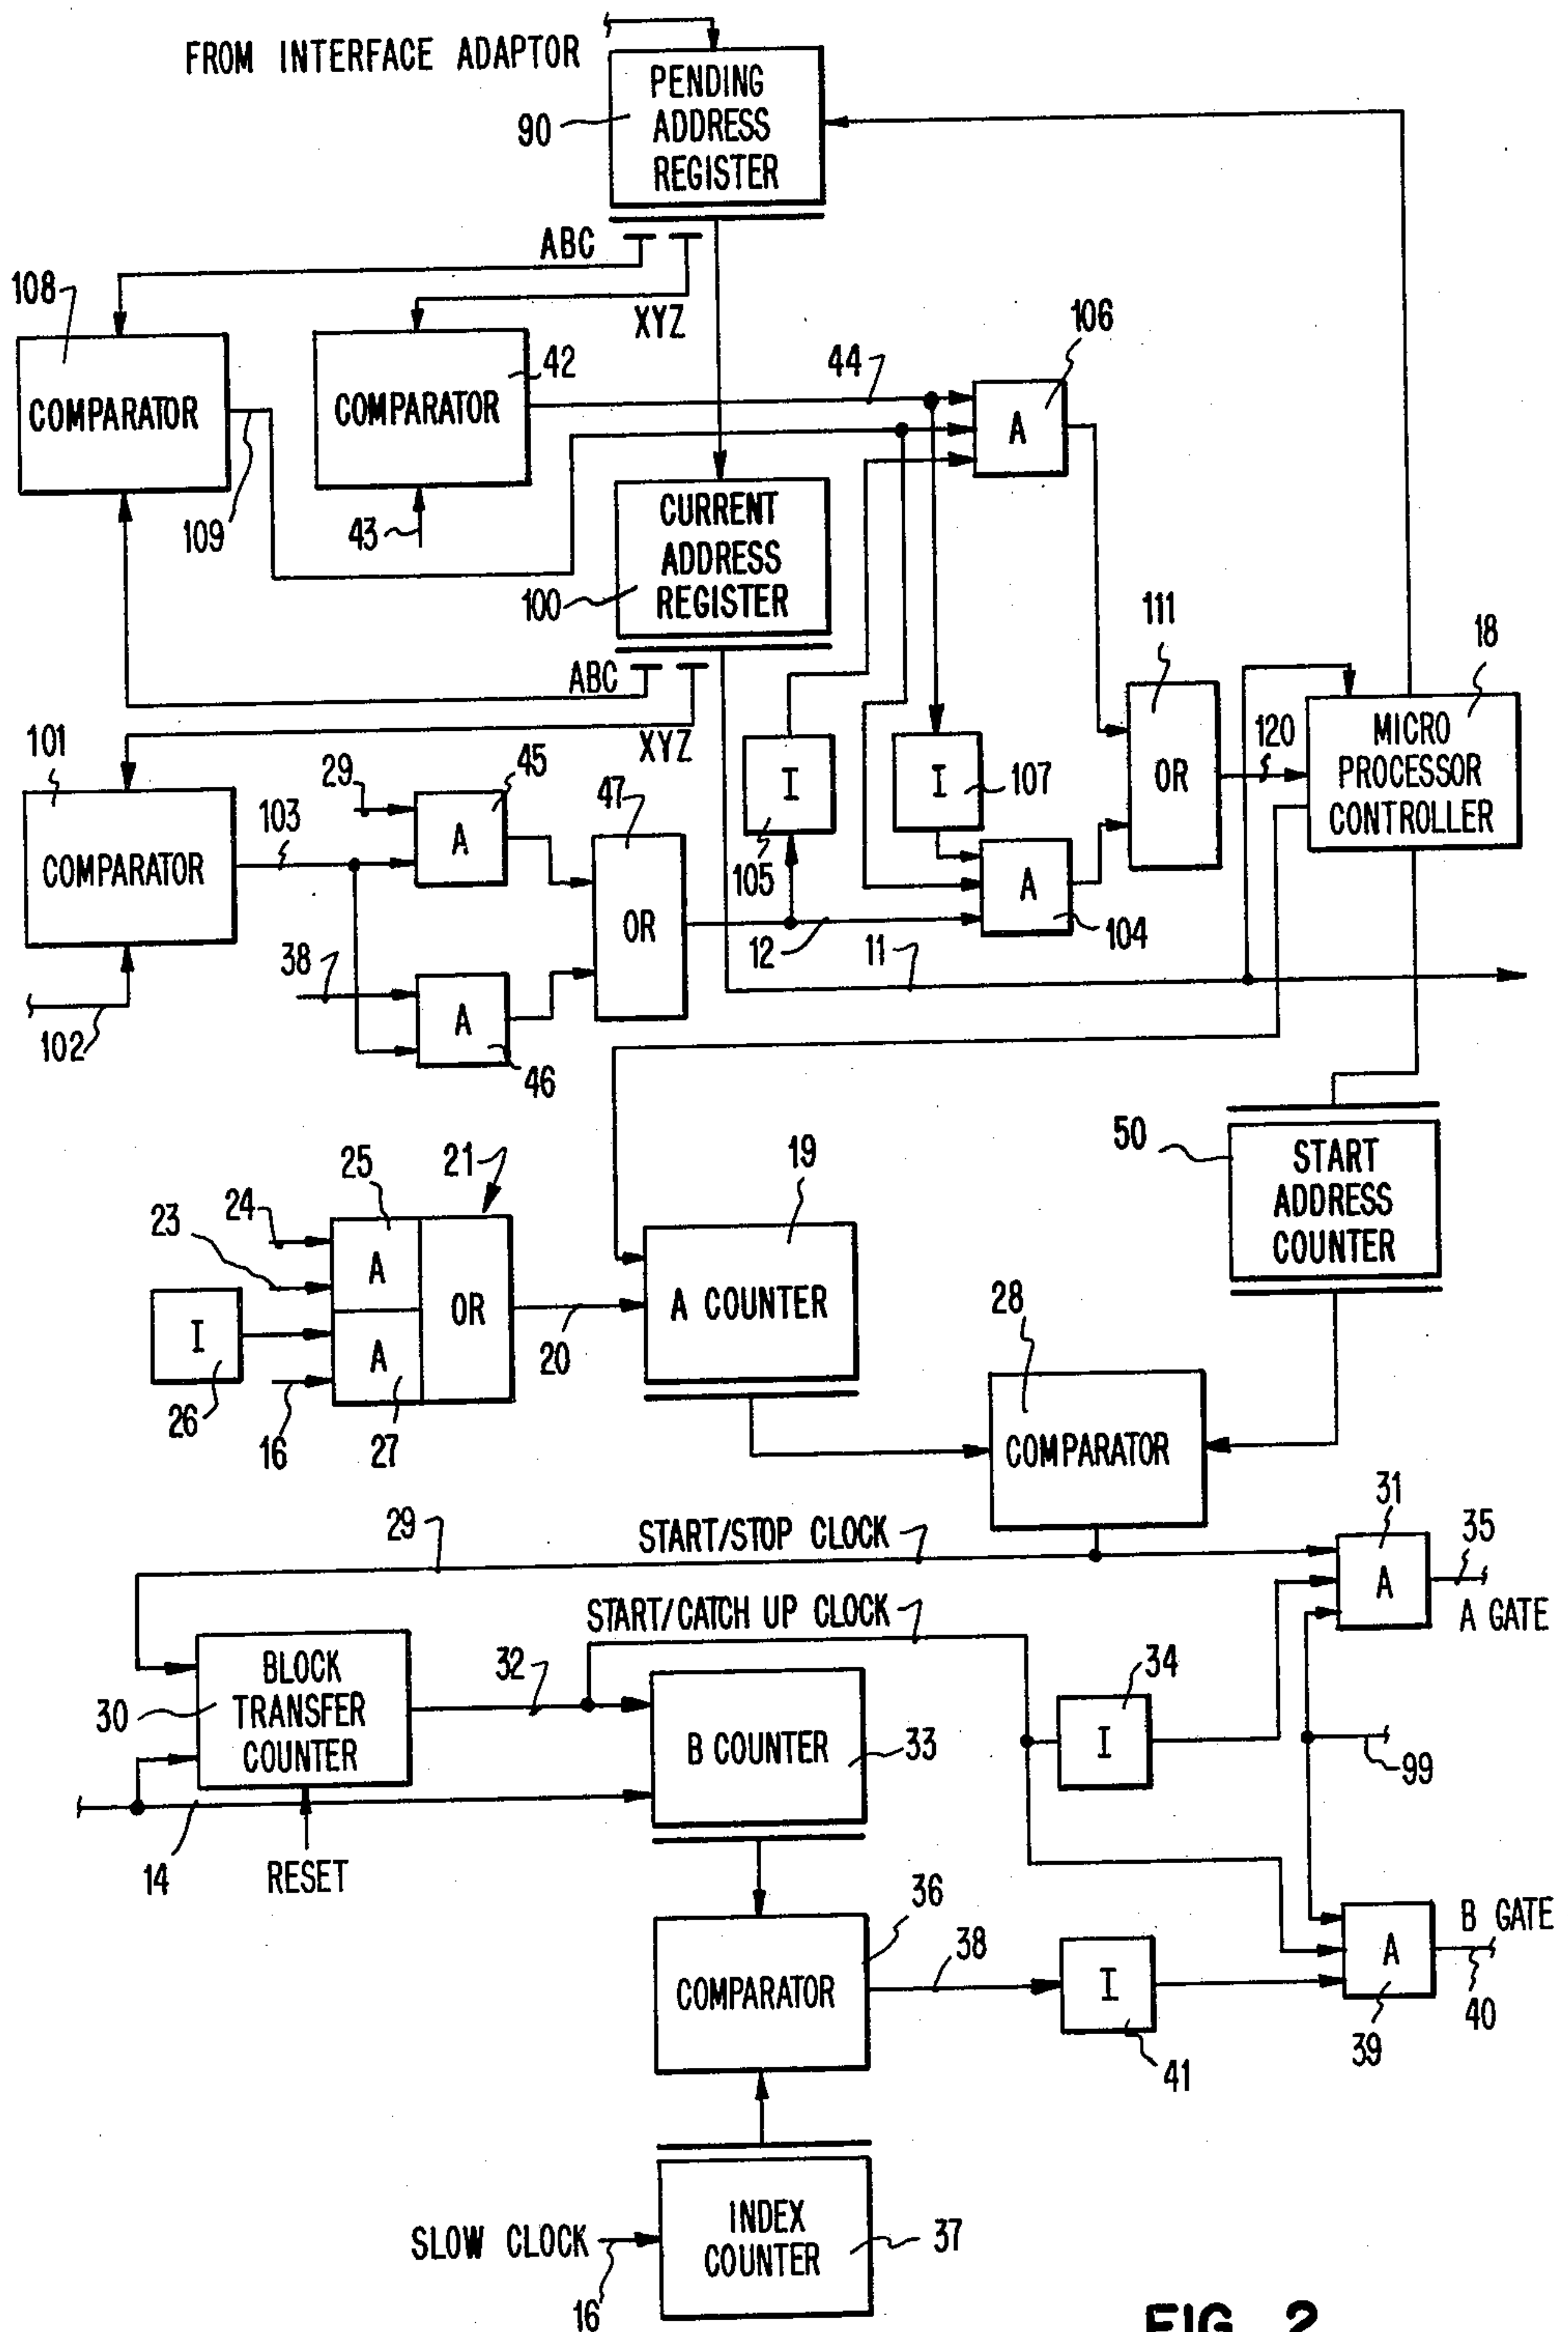 FROM INTERFACE ADAPTOR
PENDING
ADDRESS
REGISTER
90
ABC
XYZ
108
COMPARATOR
109
COMPARATOR
42
43
44
106
A
CURRENT
ADDRESS
REGISTER
100
ABC
XYZ
101
COMPARATOR
102
103
29
45
A
38
A
46
47
OR
I
105
I
107
A
104
12
11
111
OR
120
18
MICRO
PROCESSOR
CONTROLLER
50
START
ADDRESS
COUNTER
25
21
24
23
A
OR
A
I
26
16
27
20
19
A COUNTER
28
COMPARATOR
29
START/STOP CLOCK
31
A
35
A GATE
START/CATCH UP CLOCK
BLOCK
TRANSFER
COUNTER
30
32
B COUNTER
33
34
I
99
14
RESET
36
COMPARATOR
38
I
41
B GATE
A
40
39
SLOW CLOCK
16
INDEX
COUNTER
37
FIG. 2